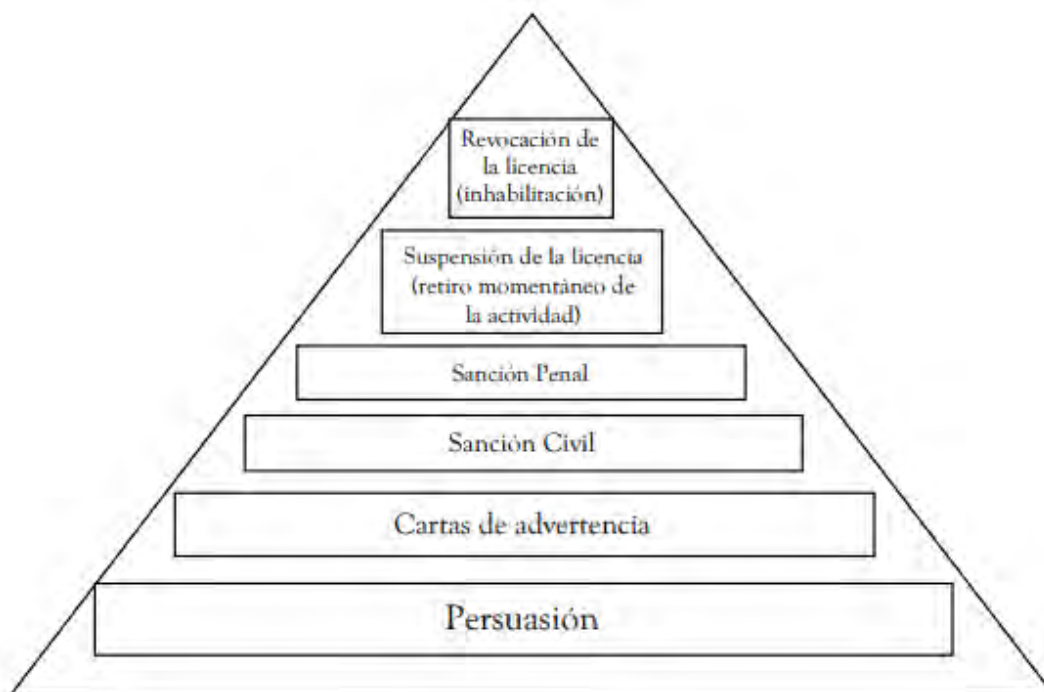 Revocación de
la licencia
(inhabilitación)
Suspensión de la licencia
(retiro momentáneo de
la actividad)
Sanción Penal
Sanción Civil
Cartas de advertencia
Persuasión